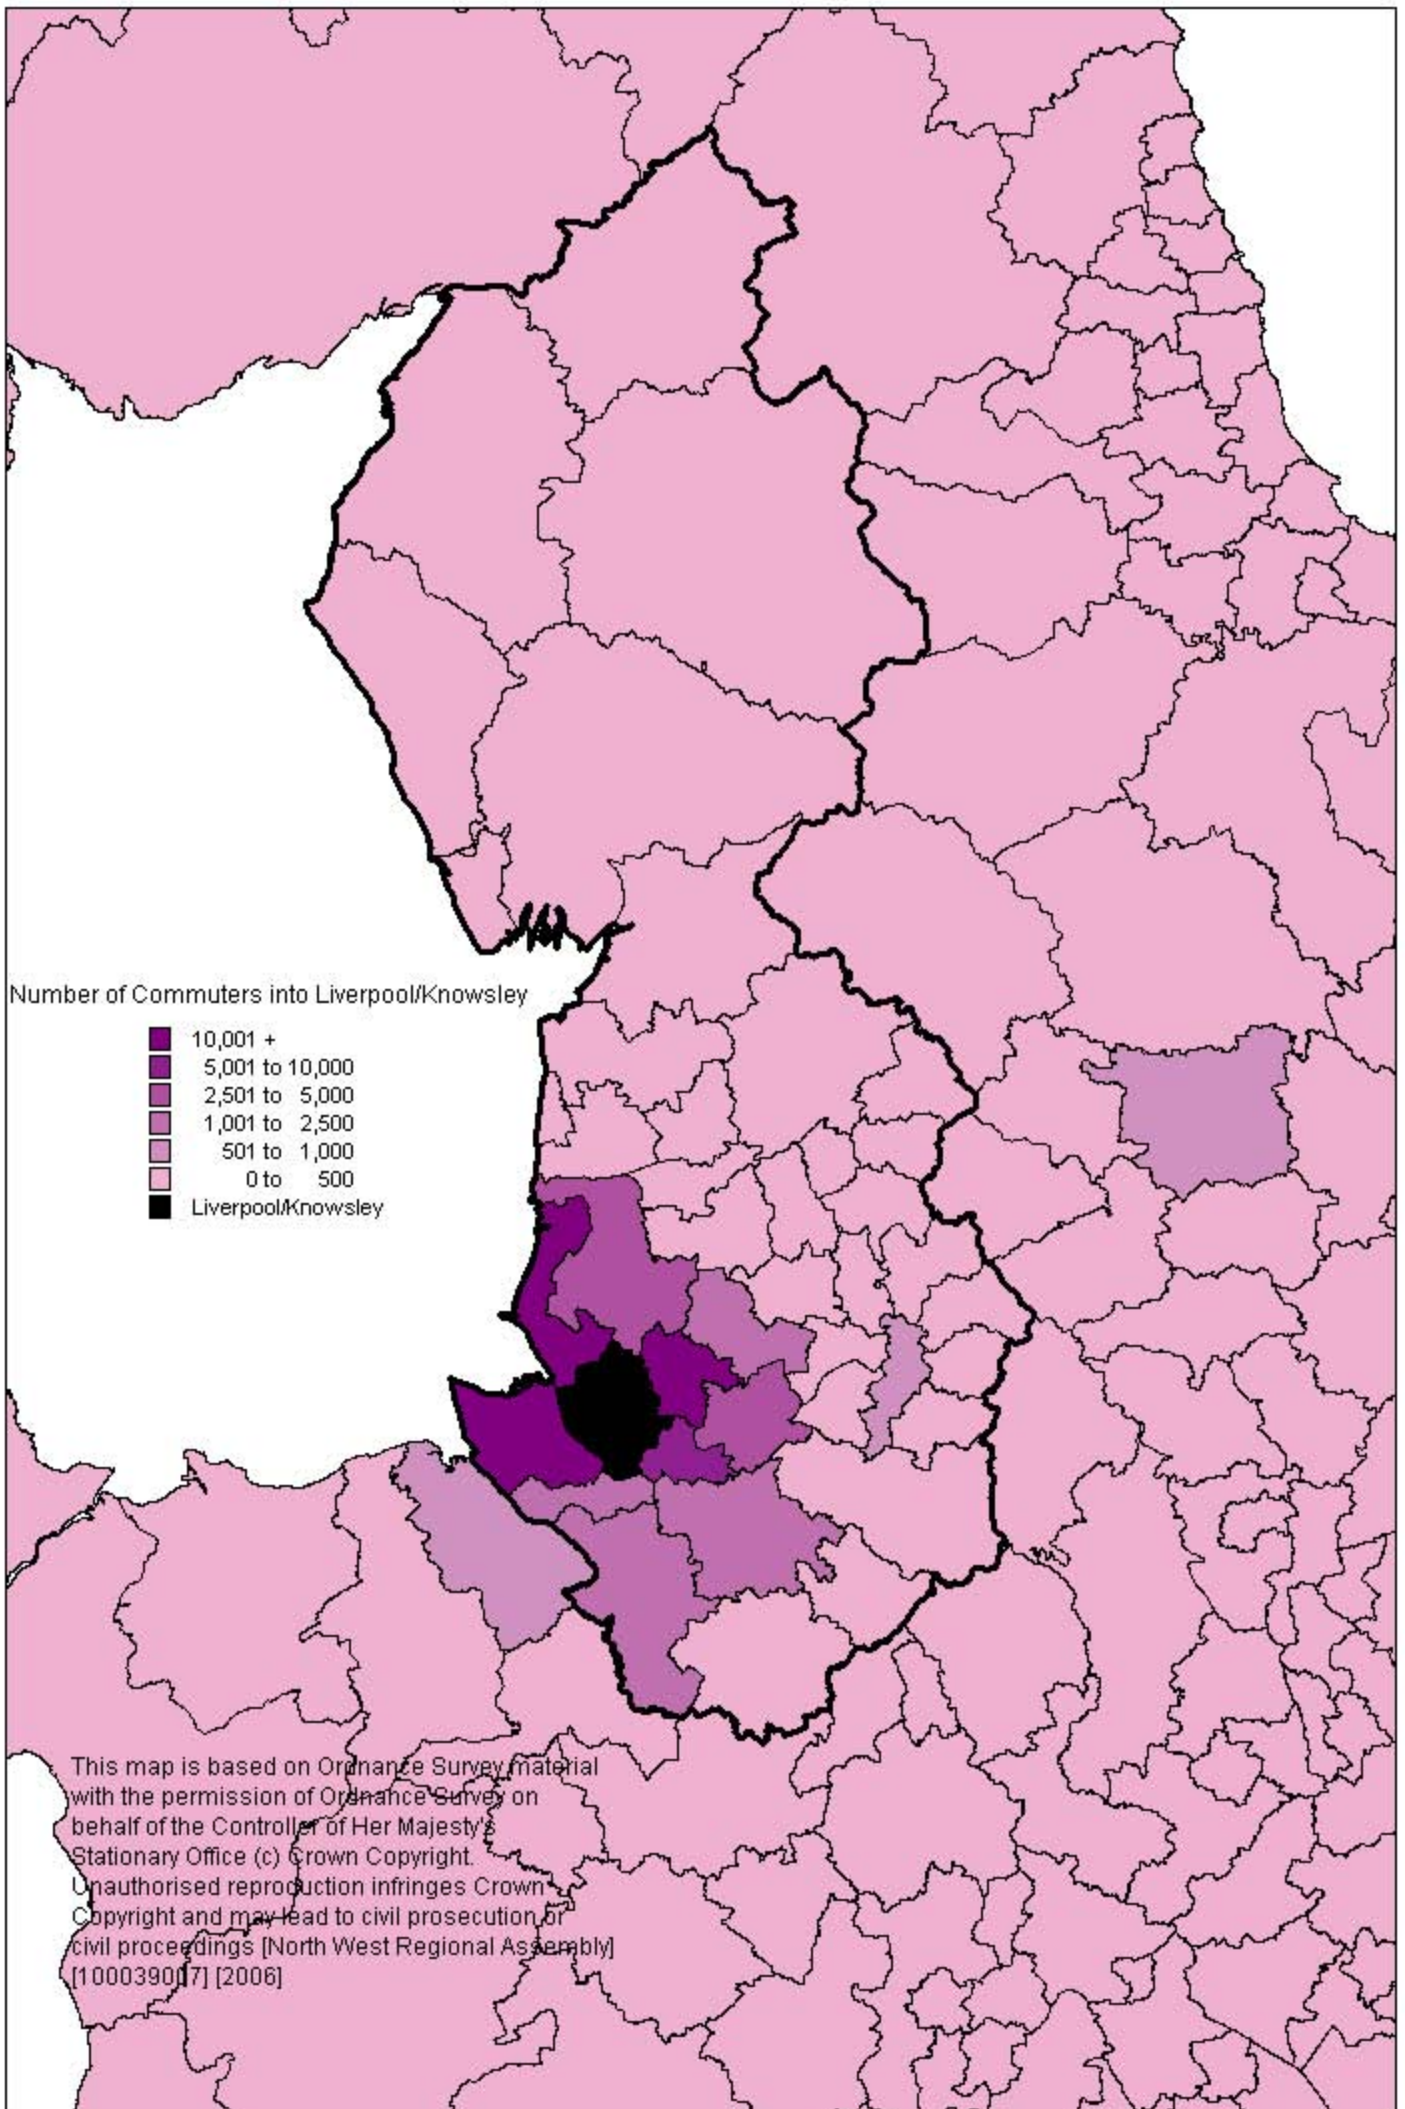 Number of Commuters into Liverpool/Knowsley
10,001 +
5,001 to 10,000
2,501 to 5,000
1,001 to 2,500
501 to 1,000
0 to 500
Liverpool/Knowsley
This map is based on Ordnance Survey material
with the permission of Ordnance Survey on
behalf of the Controller of Her Majesty's
Stationary Office (c) Crown Copyright.
Unauthorised reproduction infringes Crown
Copyright and may lead to civil prosecution or
civil proceedings [North West Regional Assembly]
[2006]